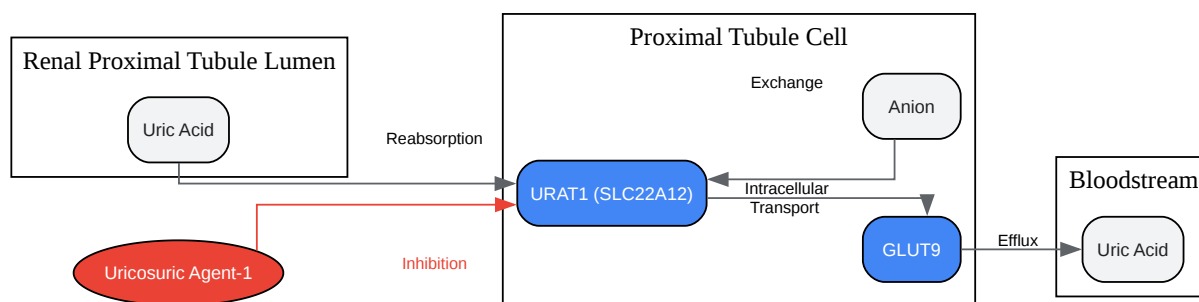 Renal Proximal Tubule Lumen
Uric Acid
Reabsorption
Uricosuric Agent-1
Inhibition
Proximal Tubule Cell
Exchange
Anion
URAT1 (SLC22A12)
Intracellular
Transport
GLUT9
Efflux
Bloodstream
Uric Acid